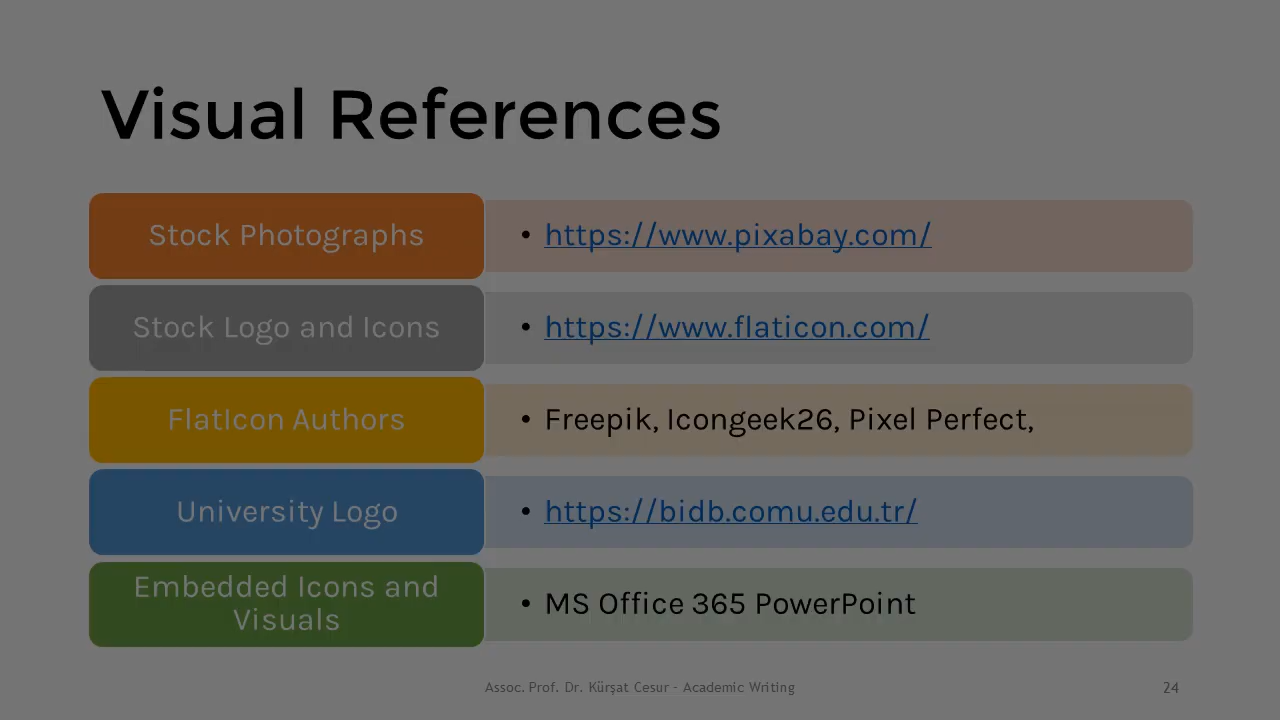 Visual References
Stock Photographs
• https://www.pixabay.com/
Stock Logo and Icons
• https://www.flaticon.com/
FlatIcon Authors
• Freepik, Icongeek26, Pixel Perfect,
University Logo
• https://bidb.comu.edu.tr/
Embedded Icons and
Visuals
• MS Office 365 PowerPoint
Assoc. Prof. Dr. Kürşat Cesur - Academic Writing
24